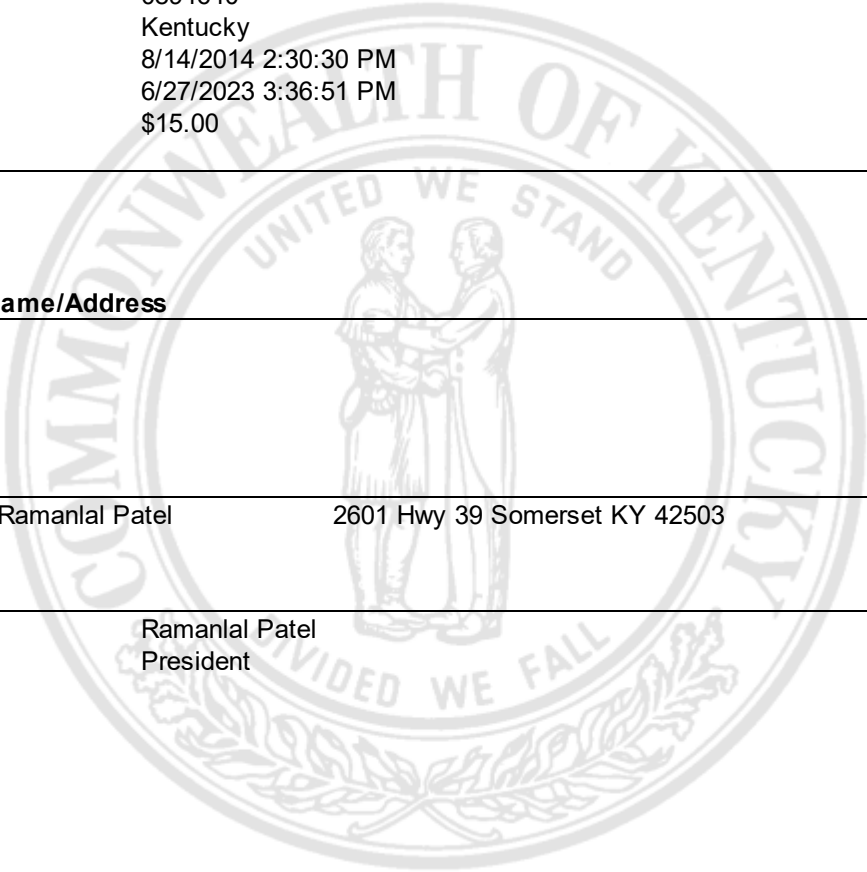 Kentucky
8/14/2014 2:30:30 PM
6/27/2023 3:36:51 PM
$15.00
ame/Address
Ramanlal Patel 2601 Hwy 39 Somerset KY 42503
Ramanlal Patel
President
COMMONWEALTH OF KENTUCKY
UNITED WE STAND
DIVIDED WE FALL